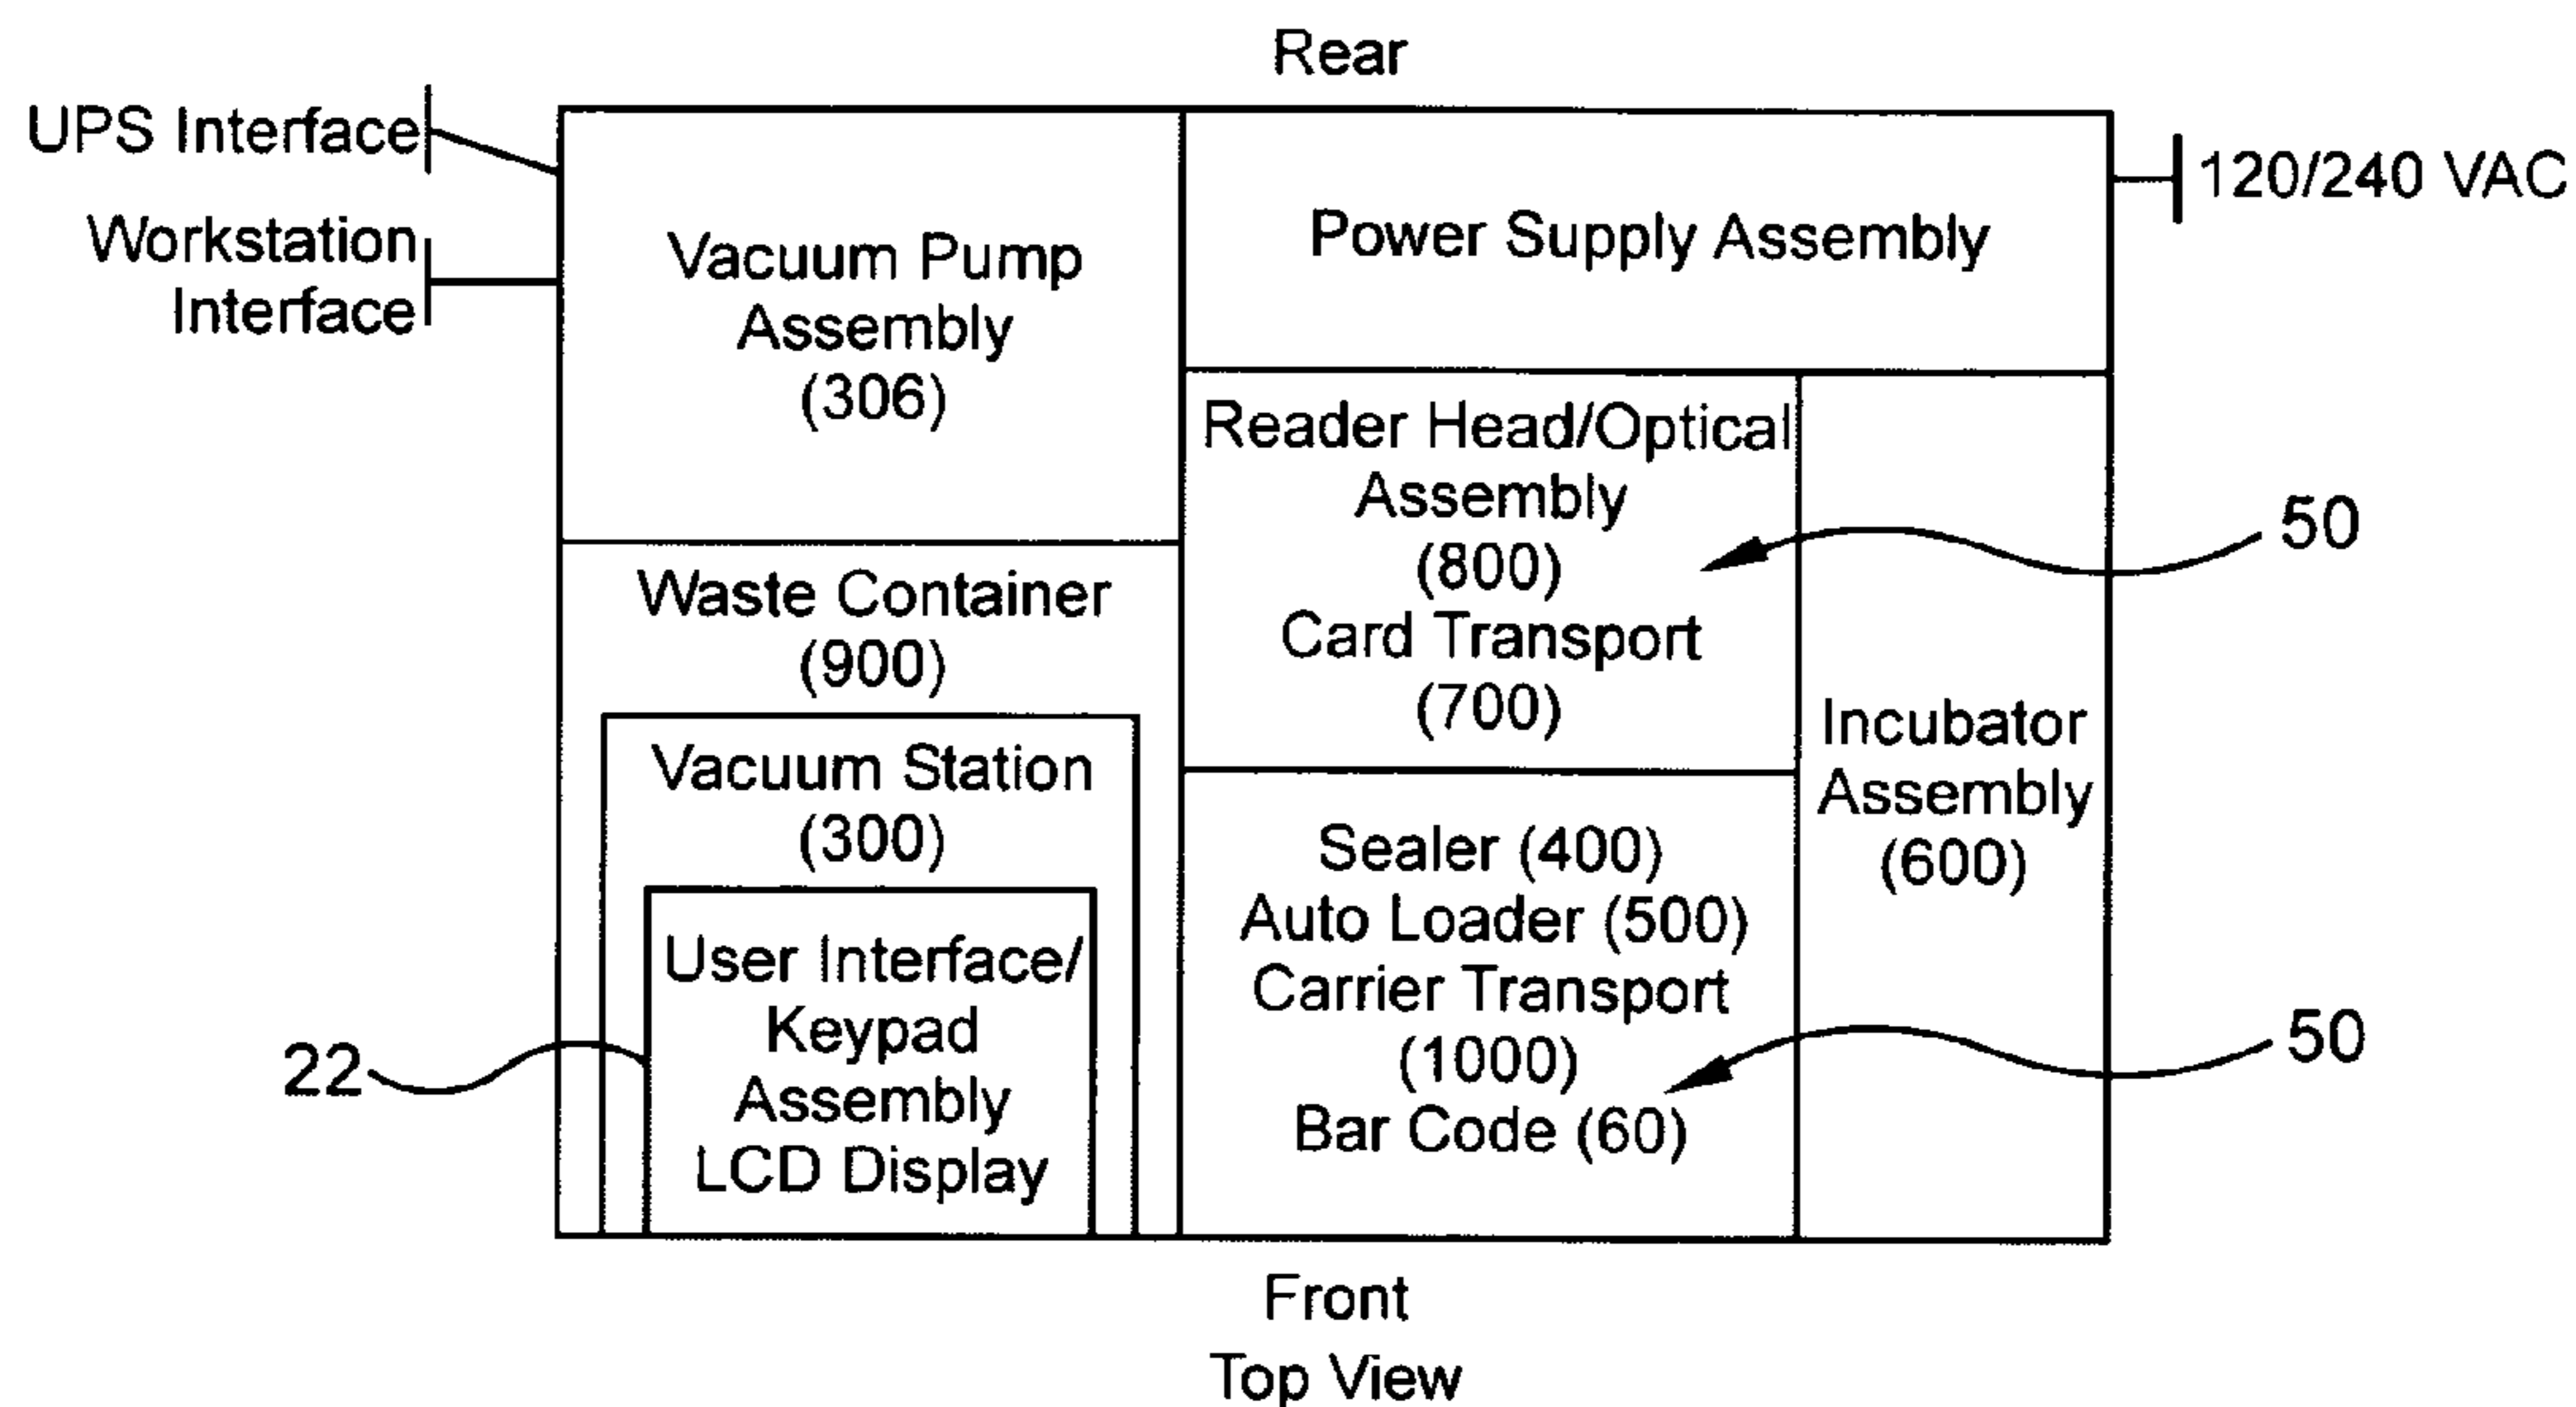 Rear
UPS Interface
Workstation
Interface
120/240 VAC
Vacuum Pump
Assembly
(306)
Power Supply Assembly
Reader Head/Optical
Assembly
(800)
Card Transport
(700)
50
Waste Container
(900)
Vacuum Station
(300)
User Interface/
Keypad
Assembly
LCD Display
22
Sealer (400)
Auto Loader (500)
Carrier Transport
(1000)
Bar Code (60)
Incubator
Assembly
(600)
50
Front
Top View